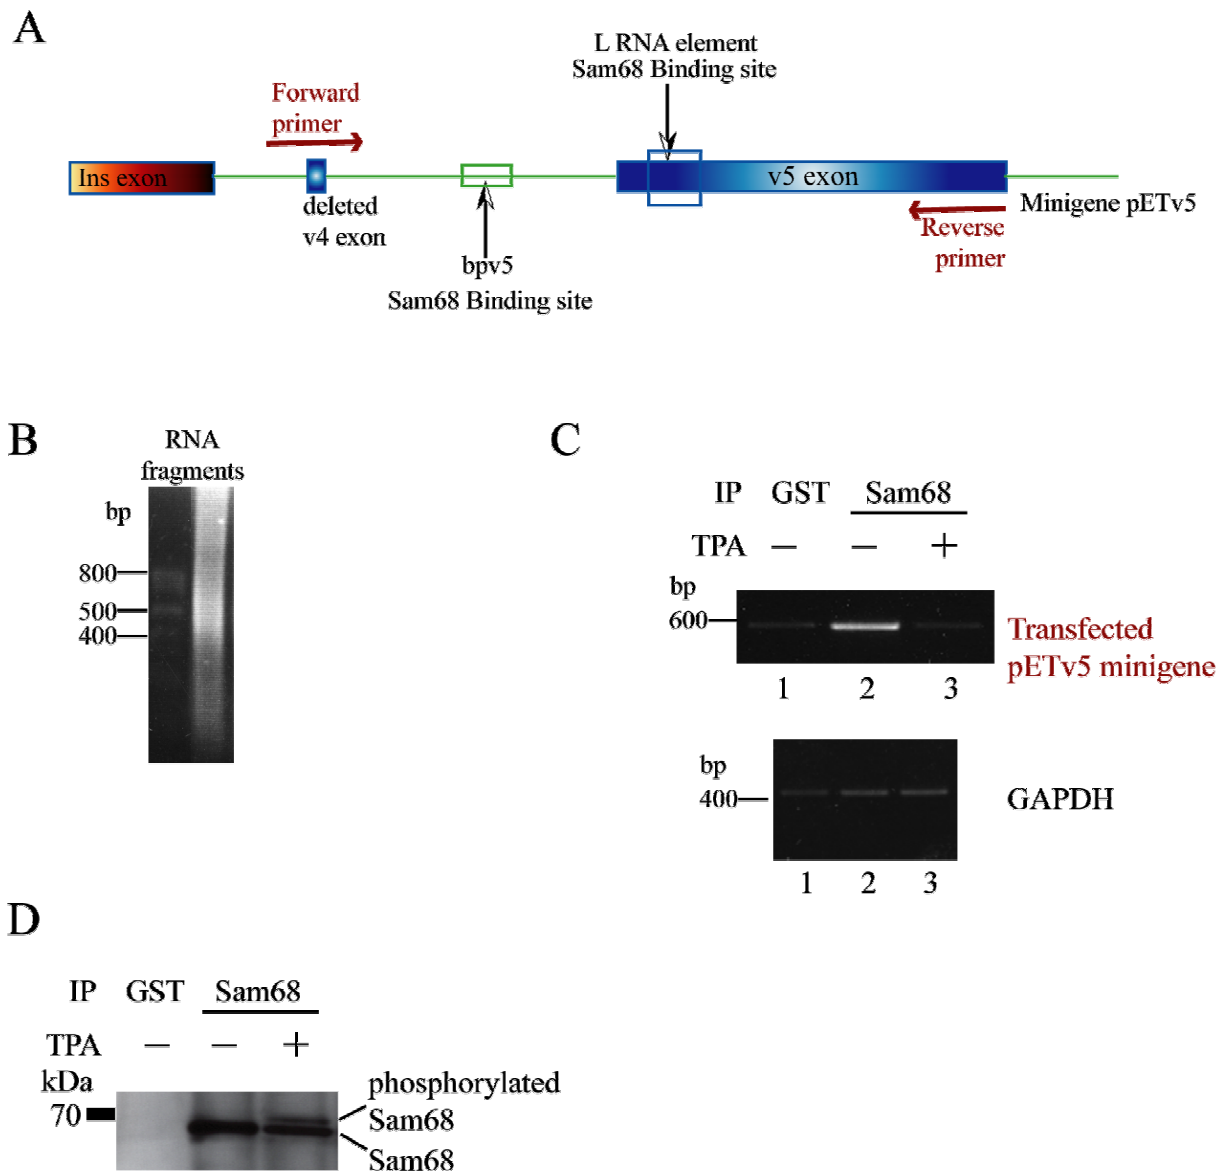 A
L RNA element
Sam68 Binding site
Forward
primer
Ins exon
v5 exon
deleted
v4 exon
Minigene pETv5
Reverse
primer
bpv5
Sam68 Binding site
B
RNA
fragments
bp
800
500
400
C
IP GST Sam68
TPA − − +
bp
600
Transfected
pETv5 minigene
1 2 3
bp
400
GAPDH
1 2 3
D
IP GST Sam68
TPA − − +
kDa
70
phosphorylated
Sam68
Sam68